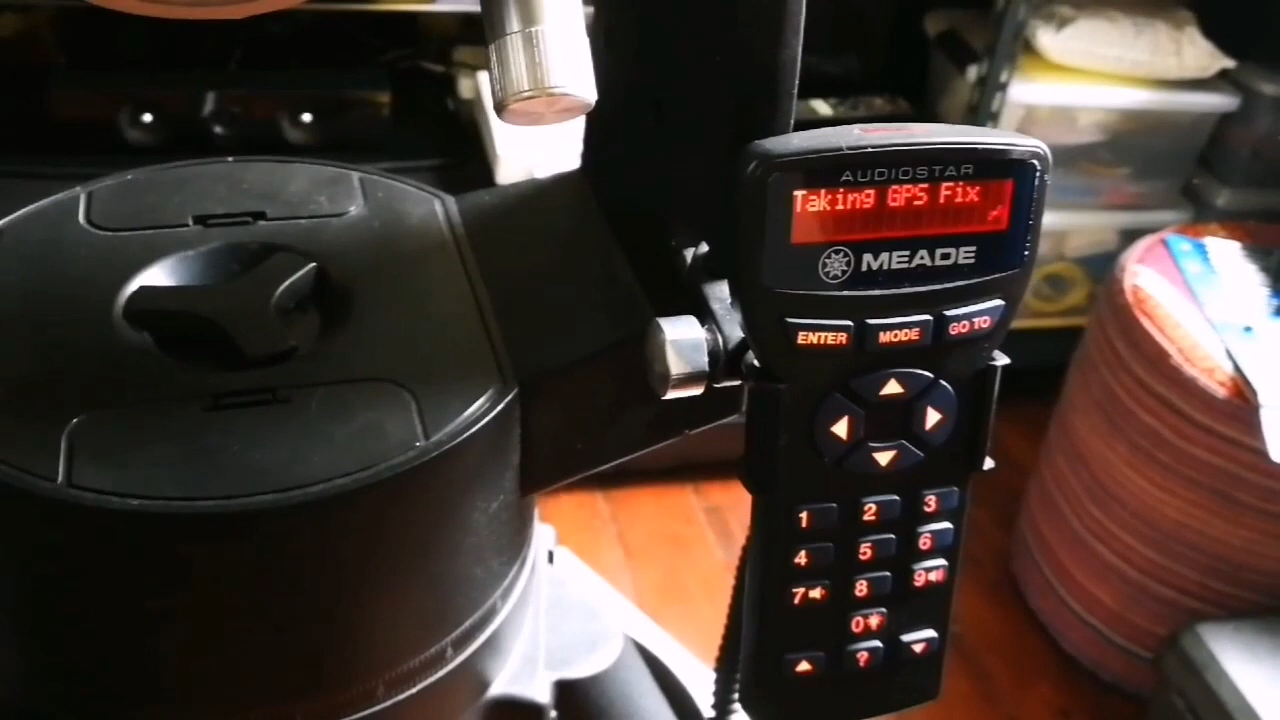 AUDIOSTAR
Taking GPS Fix
MEADE
ENTER MODE GO TO
1 2 3
4 5 6
7 8 9
0
?